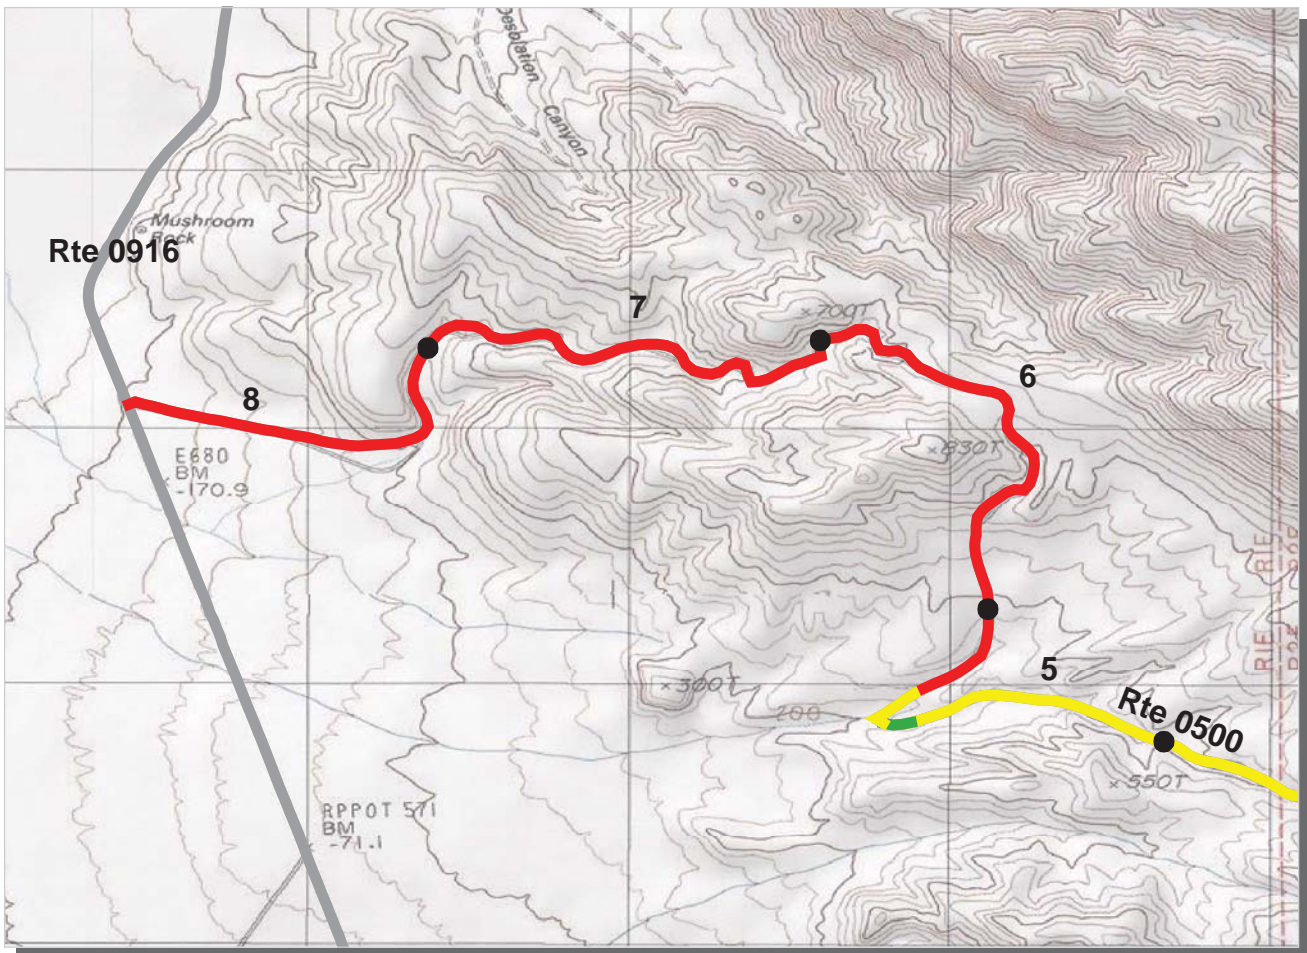 Desolation
Canyon
Mushroom
Rock
Rte 0916
7
×700T
6
8
×830T
E680
BM
-170.9
R1E
R1E
R2E
5
×300T
200
Rte 0500
×550T
RPPOT 571
BM
-71.1